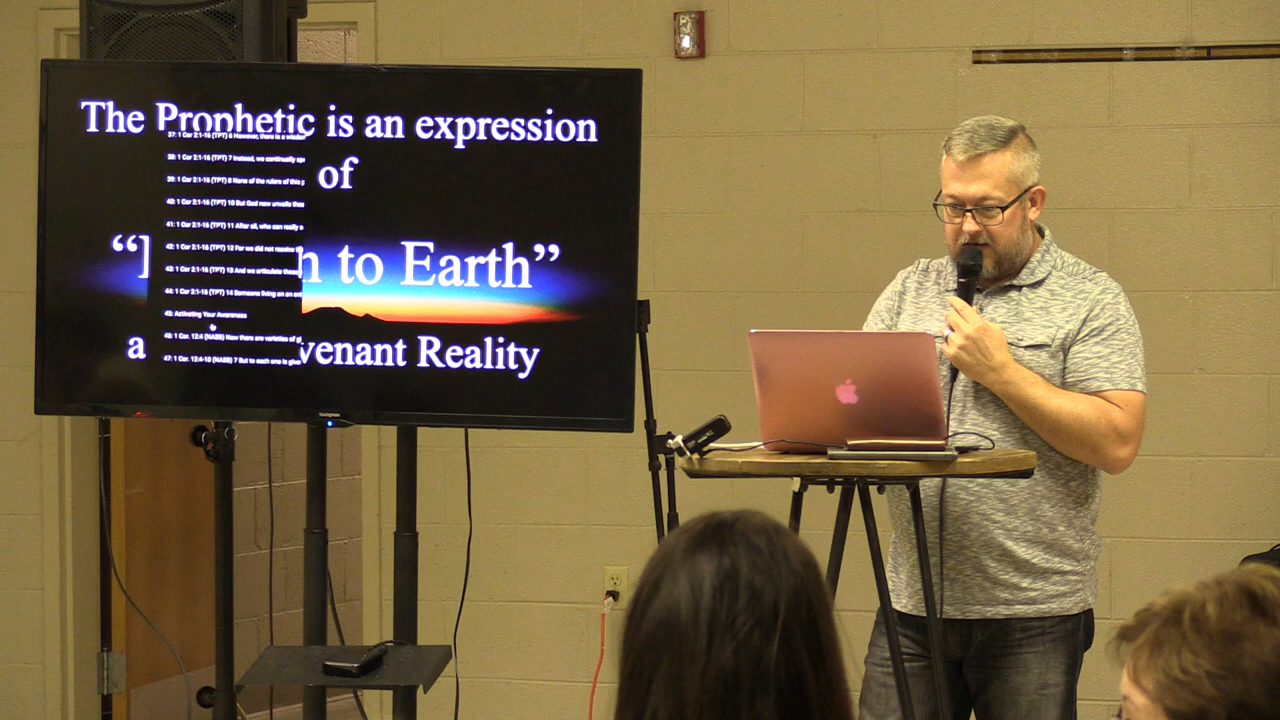 The Prophetic is an expression
of
37: 1 Cor 2:1-16 (TPT) 6 However, there is a
38: 1 Cor 2:1-16 (TPT) 7 Instead, we continually
39: 1 Cor 2:1-16 (TPT) 8 None of the rulers of this
40: 1 Cor 2:1-16 (TPT) 10 But God now unveils
41: 1 Cor 2:1-16 (TPT) 11 After all, who can really
42: 1 Cor 2:1-16 (TPT) 12 For we did not receive
43: 1 Cor 2:1-16 (TPT) 13 And we articulate
44: 1 Cor 2:1-16 (TPT) 14 Someone living on an
45: Activating Your Awareness
46: 1 Cor. 12:4 (NASB) Now there are varieties of
47: 1 Cor. 12:4-10 (NASB) 7 But to each one is
to Earth”
a venant Reality